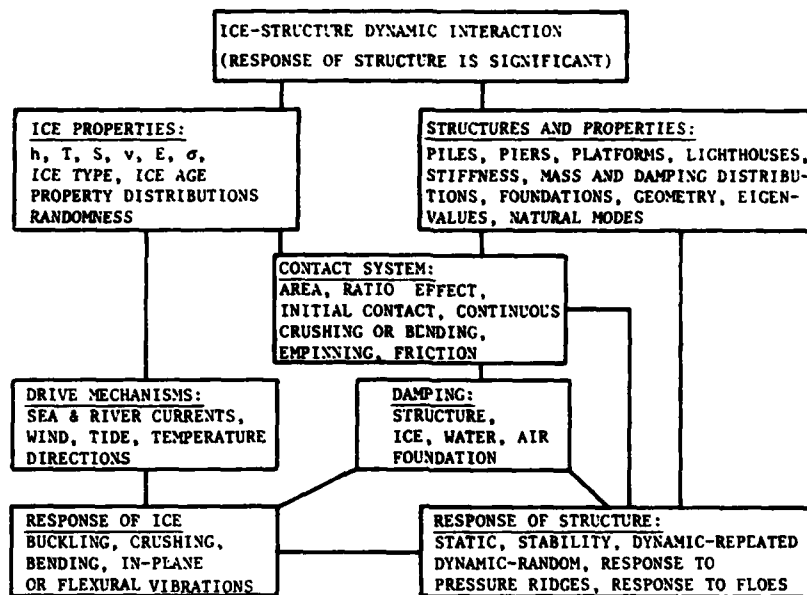 ICE-STRUCTURE DYNAMIC INTERACTION
(RESPONSE OF STRUCTURE IS SIGNIFICANT)
ICE PROPERTIES:
h, T, S, v, E, σ,
ICE TYPE, ICE AGE
PROPERTY DISTRIBUTIONS
RANDOMNESS
STRUCTURES AND PROPERTIES:
PILES, PIERS, PLATFORMS, LIGHTHOUSES,
STIFFNESS, MASS AND DAMPING DISTRIBU-
TIONS, FOUNDATIONS, GEOMETRY, EIGEN-
VALUES, NATURAL MODES
CONTACT SYSTEM:
AREA, RATIO EFFECT,
INITIAL CONTACT, CONTINUOUS
CRUSHING OR BENDING,
EMPINNING, FRICTION
DRIVE MECHANISMS:
SEA & RIVER CURRENTS,
WIND, TIDE, TEMPERATURE
DIRECTIONS
DAMPING:
STRUCTURE,
ICE, WATER, AIR
FOUNDATION
RESPONSE OF ICE
BUCKLING, CRUSHING,
BENDING, IN-PLANE
OR FLEXURAL VIBRATIONS
RESPONSE OF STRUCTURE:
STATIC, STABILITY, DYNAMIC-REPEATED
DYNAMIC-RANDOM, RESPONSE TO
PRESSURE RIDGES, RESPONSE TO FLOES